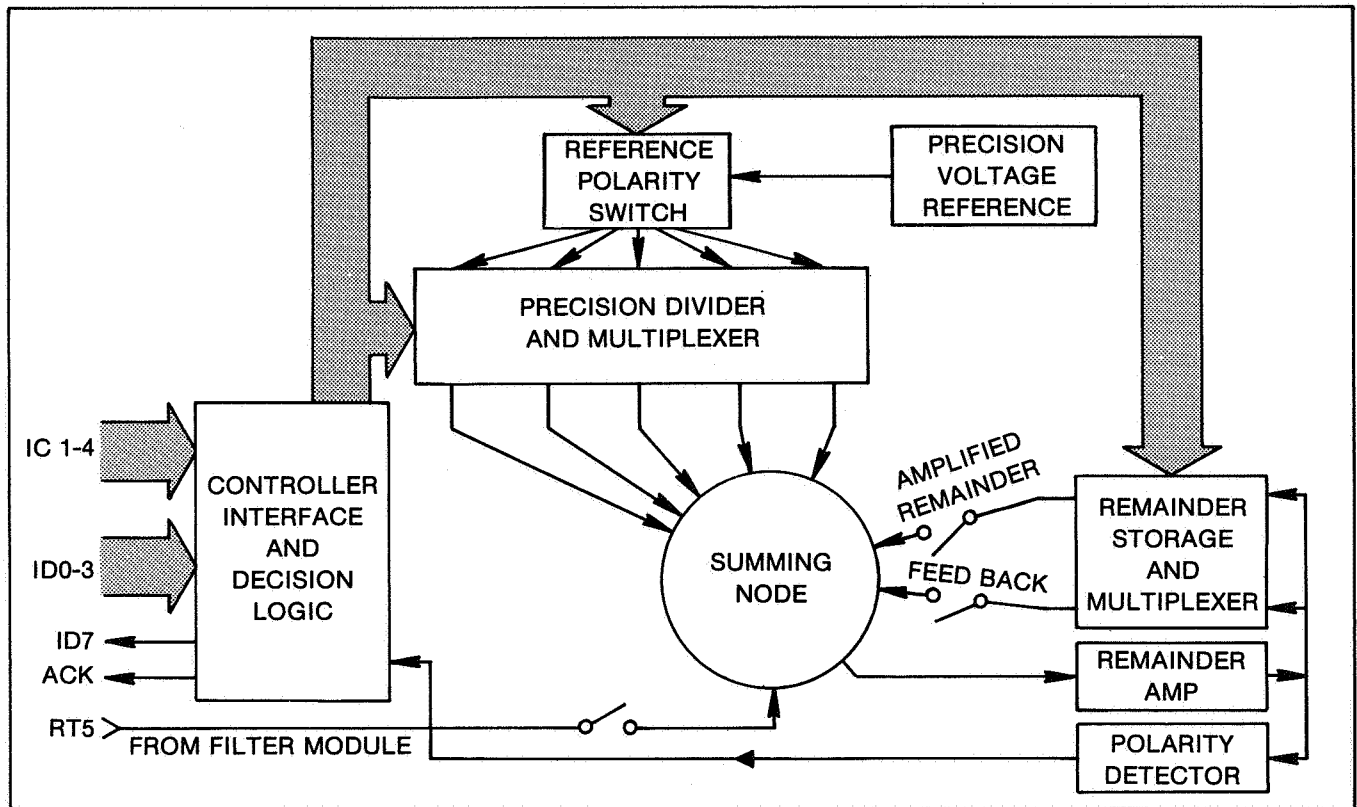 REFERENCE
POLARITY
SWITCH
PRECISION
VOLTAGE
REFERENCE
PRECISION DIVIDER
AND MULTIPLEXER
IC 1-4
ID0-3
ID7
ACK
RT5
CONTROLLER
INTERFACE
AND
DECISION
LOGIC
SUMMING
NODE
AMPLIFIED
REMAINDER
FEED BACK
REMAINDER
STORAGE
AND
MULTIPLEXER
REMAINDER
AMP
POLARITY
DETECTOR
FROM FILTER MODULE